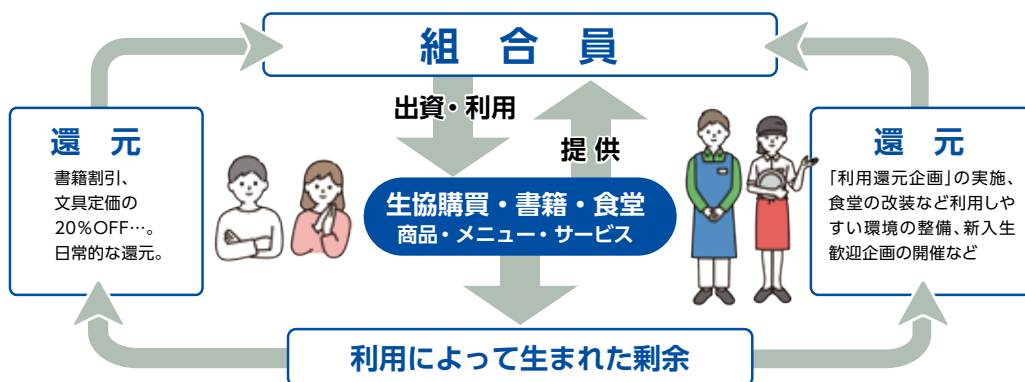 組合員
出資・利用
提供
還元
書籍割引、
文具定価の
20%OFF…。
日常的な還元。
生協購買・書籍・食堂
商品・メニュー・サービス
還元
「利用還元企画」の実施、
食堂の改装など利用しや
すい環境の整備、新入生
歓迎企画の開催など
利用によって生まれた剰余